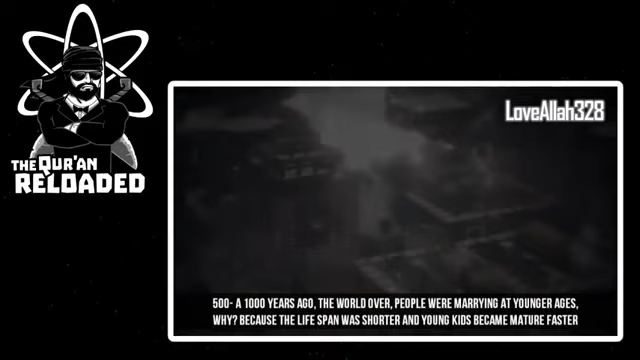 THE QUR'AN
RELOADED
LoveAllah328
500- A 1000 YEARS AGO, THE WORLD OVER, PEOPLE WERE MARRYING AT YOUNGER AGES,
WHY? BECAUSE THE LIFE SPAN WAS SHORTER AND YOUNG KIDS BECAME MATURE FASTER